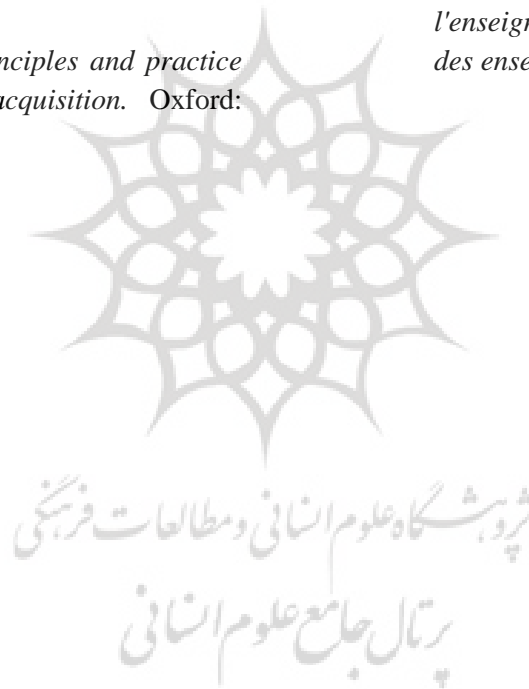 nciples and practice
acquisition. Oxford:
l'enseign
des ense
پژوهشگاه علوم انسانی و مطالعات فرهنگی
پرتال جامع علوم انسانی